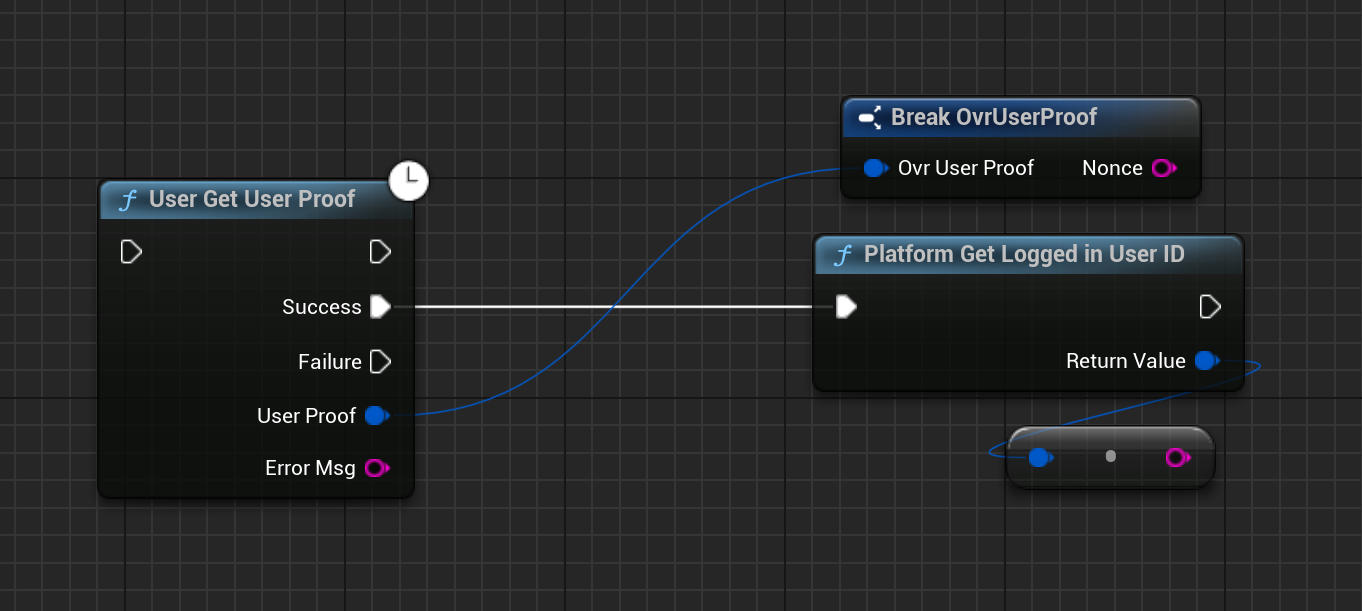 User Get User Proof
Success
Failure
User Proof
Error Msg
Break OvrUserProof
Ovr User Proof Nonce
Platform Get Logged in User ID
Return Value